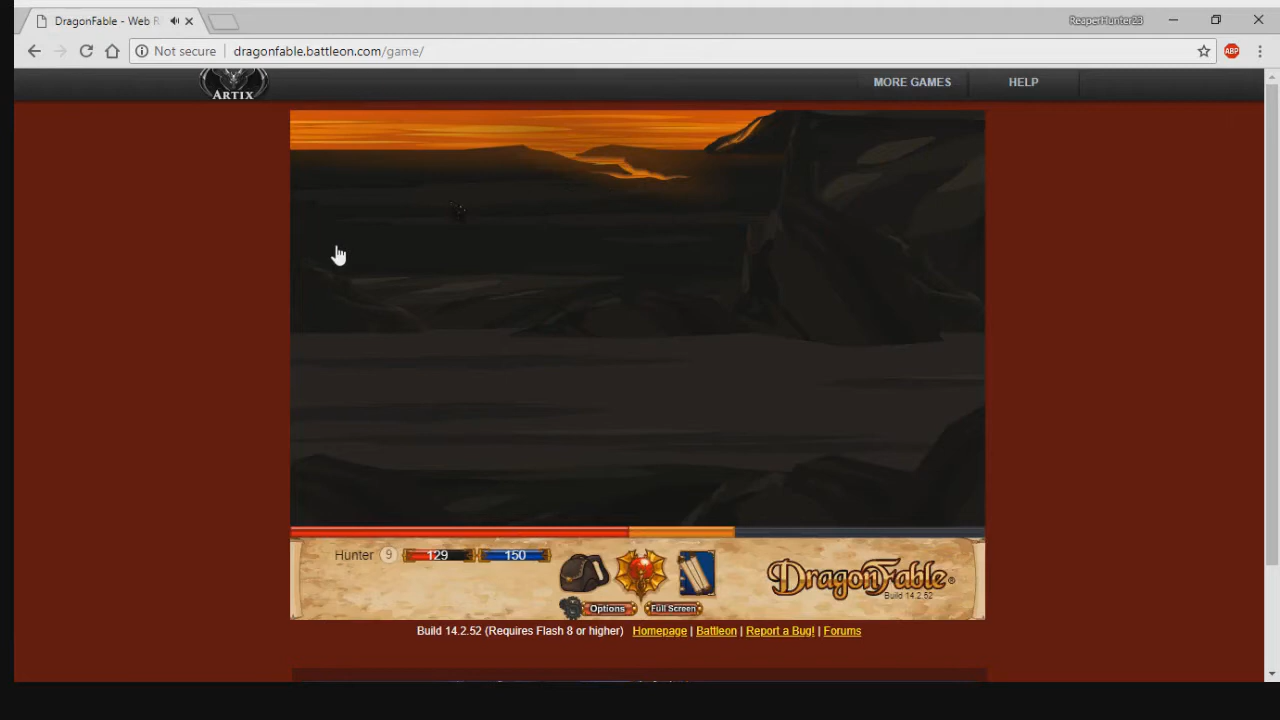 DragonFable - Web R
ReaperHunter23
Not secure
dragonfable.battleon.com/game/
ABP
ARTIX
MORE GAMES
HELP
Hunter 9 129 150
DragonFable®
Build 14.2.52
Options
Full Screen
Build 14.2.52 (Requires Flash 8 or higher) Homepage | Battleon | Report a Bug! | Forums